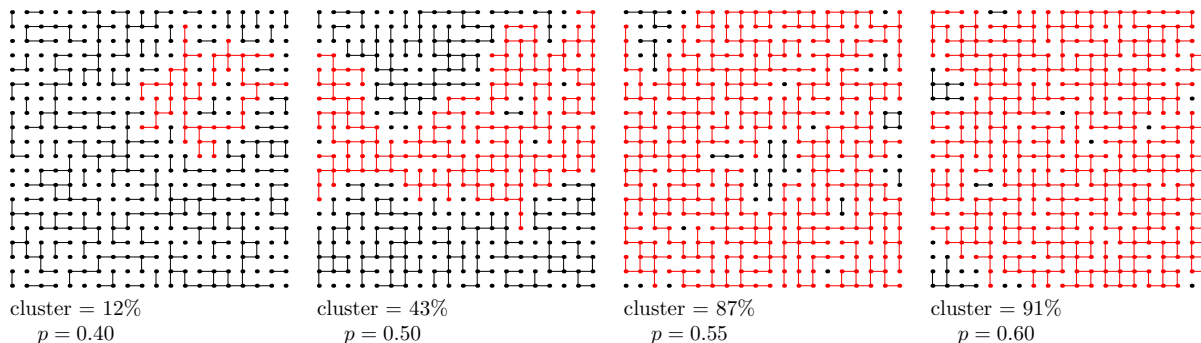 cluster = 12%
p = 0.40
cluster = 43%
p = 0.50
cluster = 87%
p = 0.55
cluster = 91%
p = 0.60